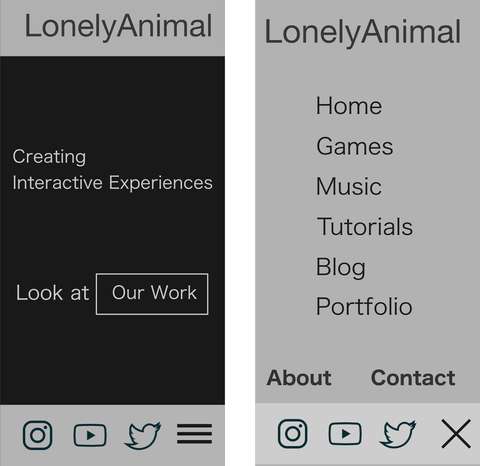 LonelyAnimal
Creating
Interactive Experiences
Look at Our Work
LonelyAnimal
Home
Games
Music
Tutorials
Blog
Portfolio
About Contact